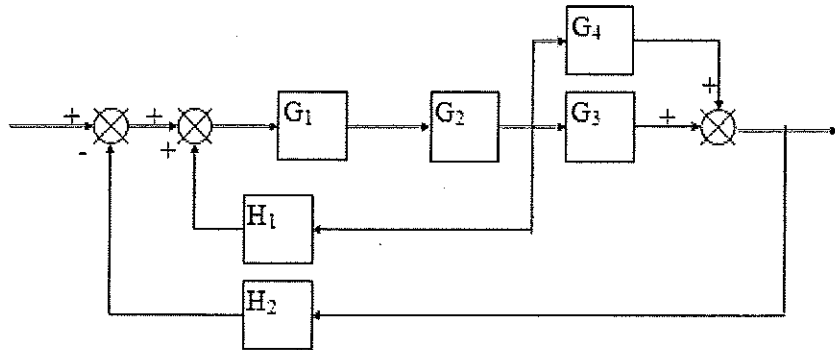 G₄
+
+ + G₁ G₂ G₃ +
- +
H₁
H₂